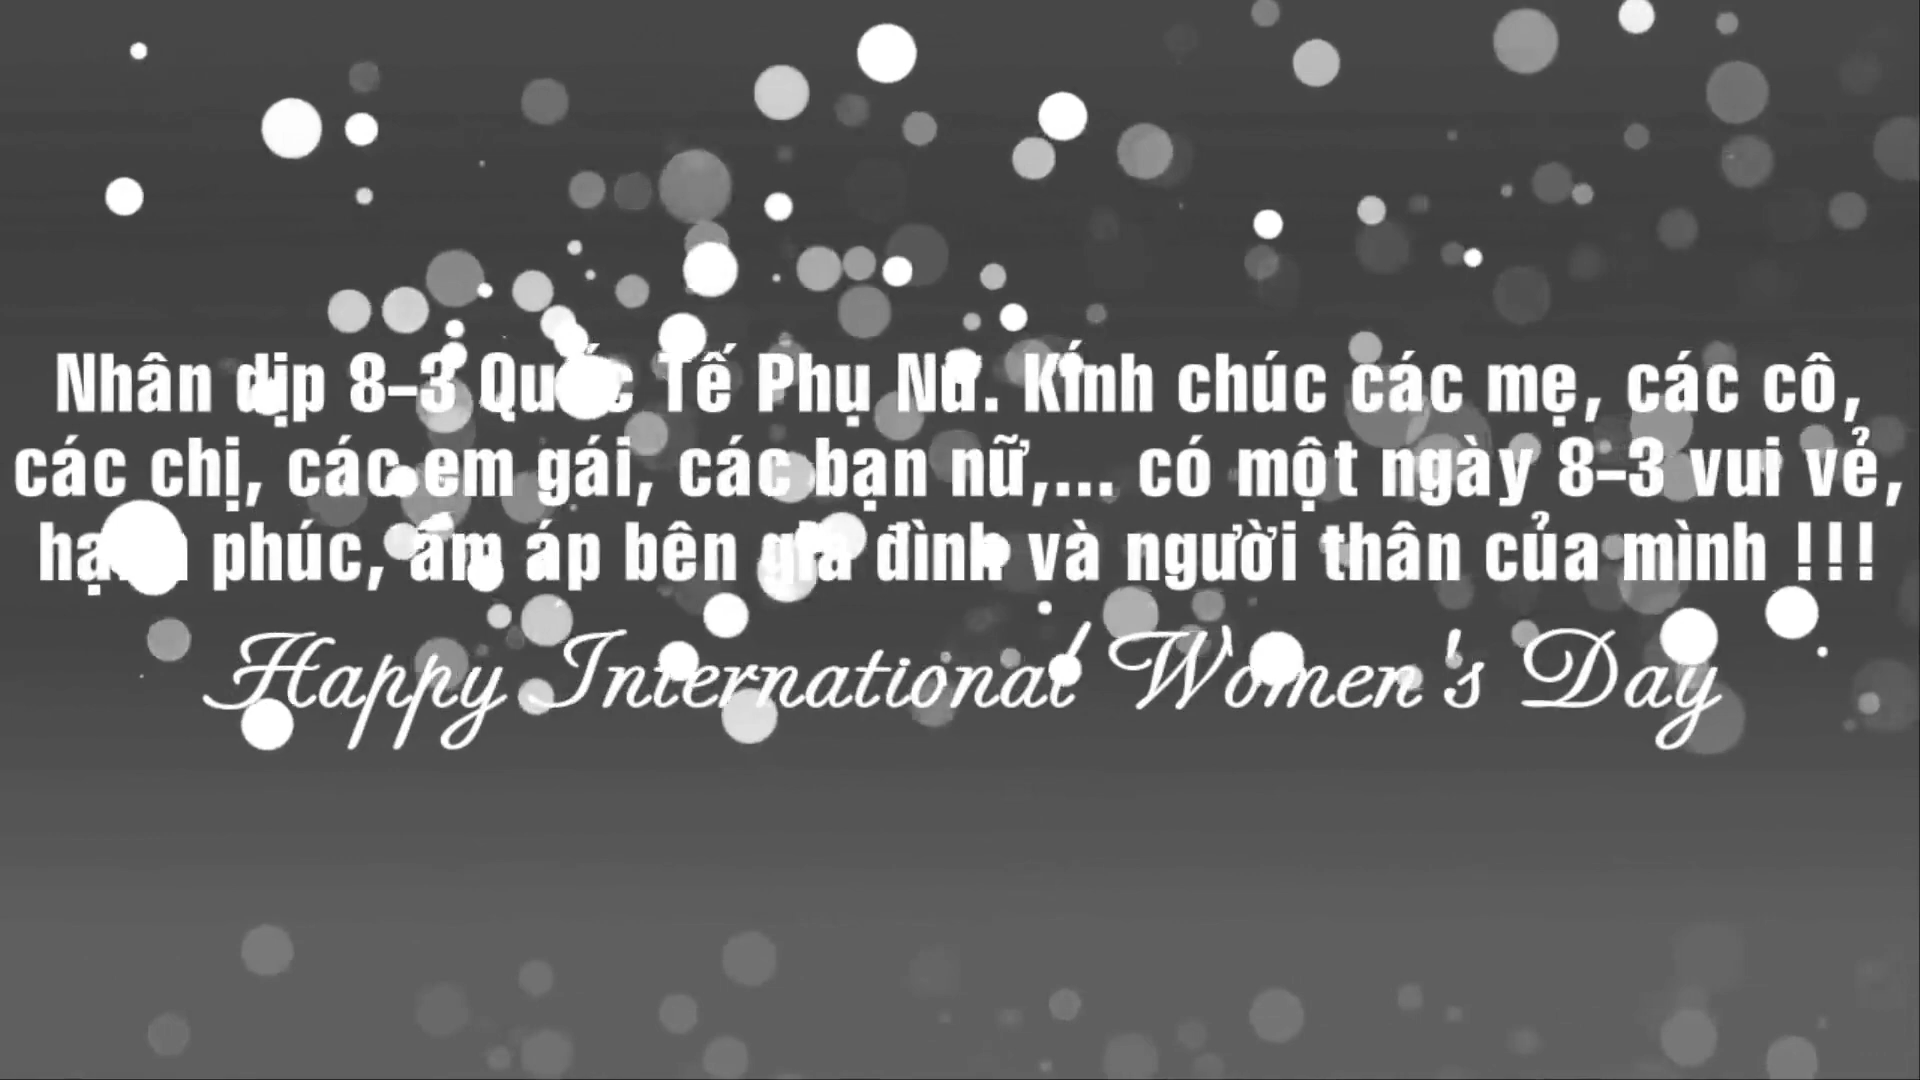 Nhân dịp 8-3 Quốc Tế Phụ Nữ. Kính chúc các mẹ, các cô,
các chị, các em gái, các bạn nữ,... có một ngày 8-3 vui vẻ,
hạnh phúc, ấm áp bên gia đình và người thân của mình !!!
Happy International Women's Day